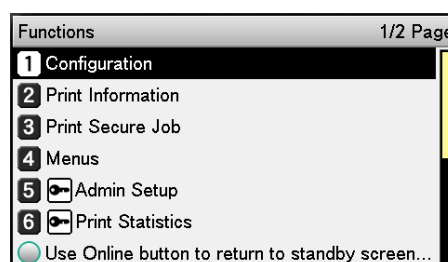 Functions 1/2 Page
1 Configuration
2 Print Information
3 Print Secure Job
4 Menus
5 Admin Setup
6 Print Statistics
Use Online button to return to standby screen...